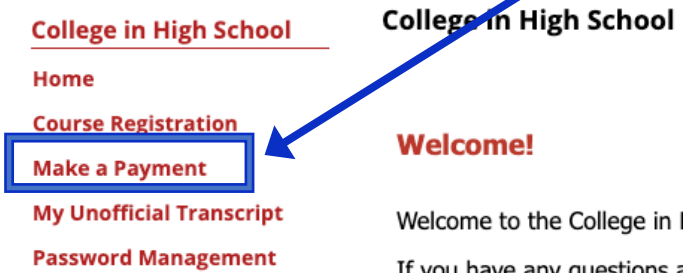 College in High School
Home
Course Registration
Make a Payment
My Unofficial Transcript
Password Management
College in High School
Welcome!
Welcome to the College in
If you have any questions